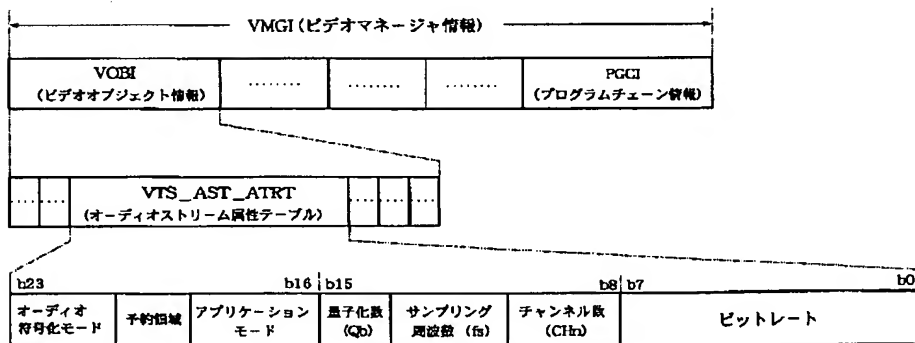 VMGI (ビデオマネージャ情報)
VOBI
(ビデオオブジェクト情報)
........
........
........
PGCI
(プログラムチェーン情報)
.....
.....
VTS_AST_ATRT
(オーディオストリーム属性テーブル)
.....
.....
.....
b23
b16
b15
b8
b7
b0
オーディオ
符号化モード
予約領域
アプリケーション
モード
量子化数
(Qb)
サンプリング
周波数 (fs)
チャンネル数
(CHn)
ビットレート